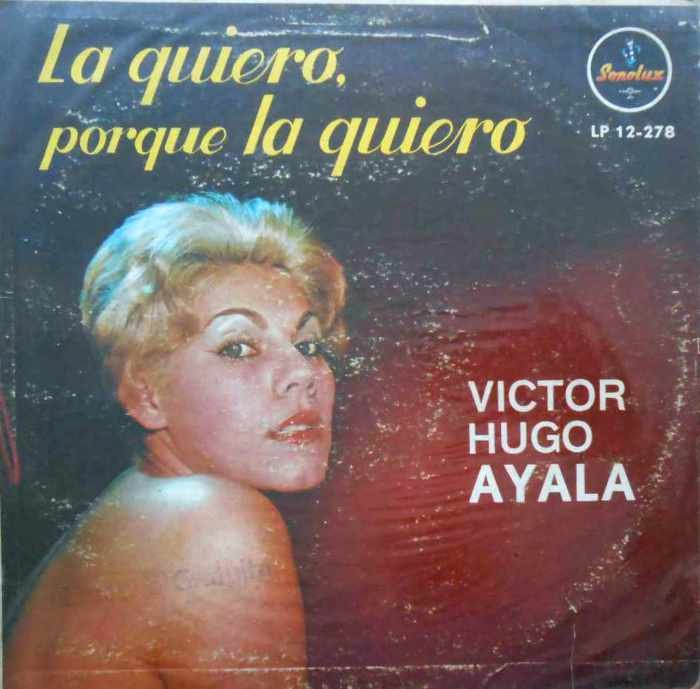 La quiero,
porque la quiero
Sonolux
LP 12-278
VICTOR
HUGO
AYALA